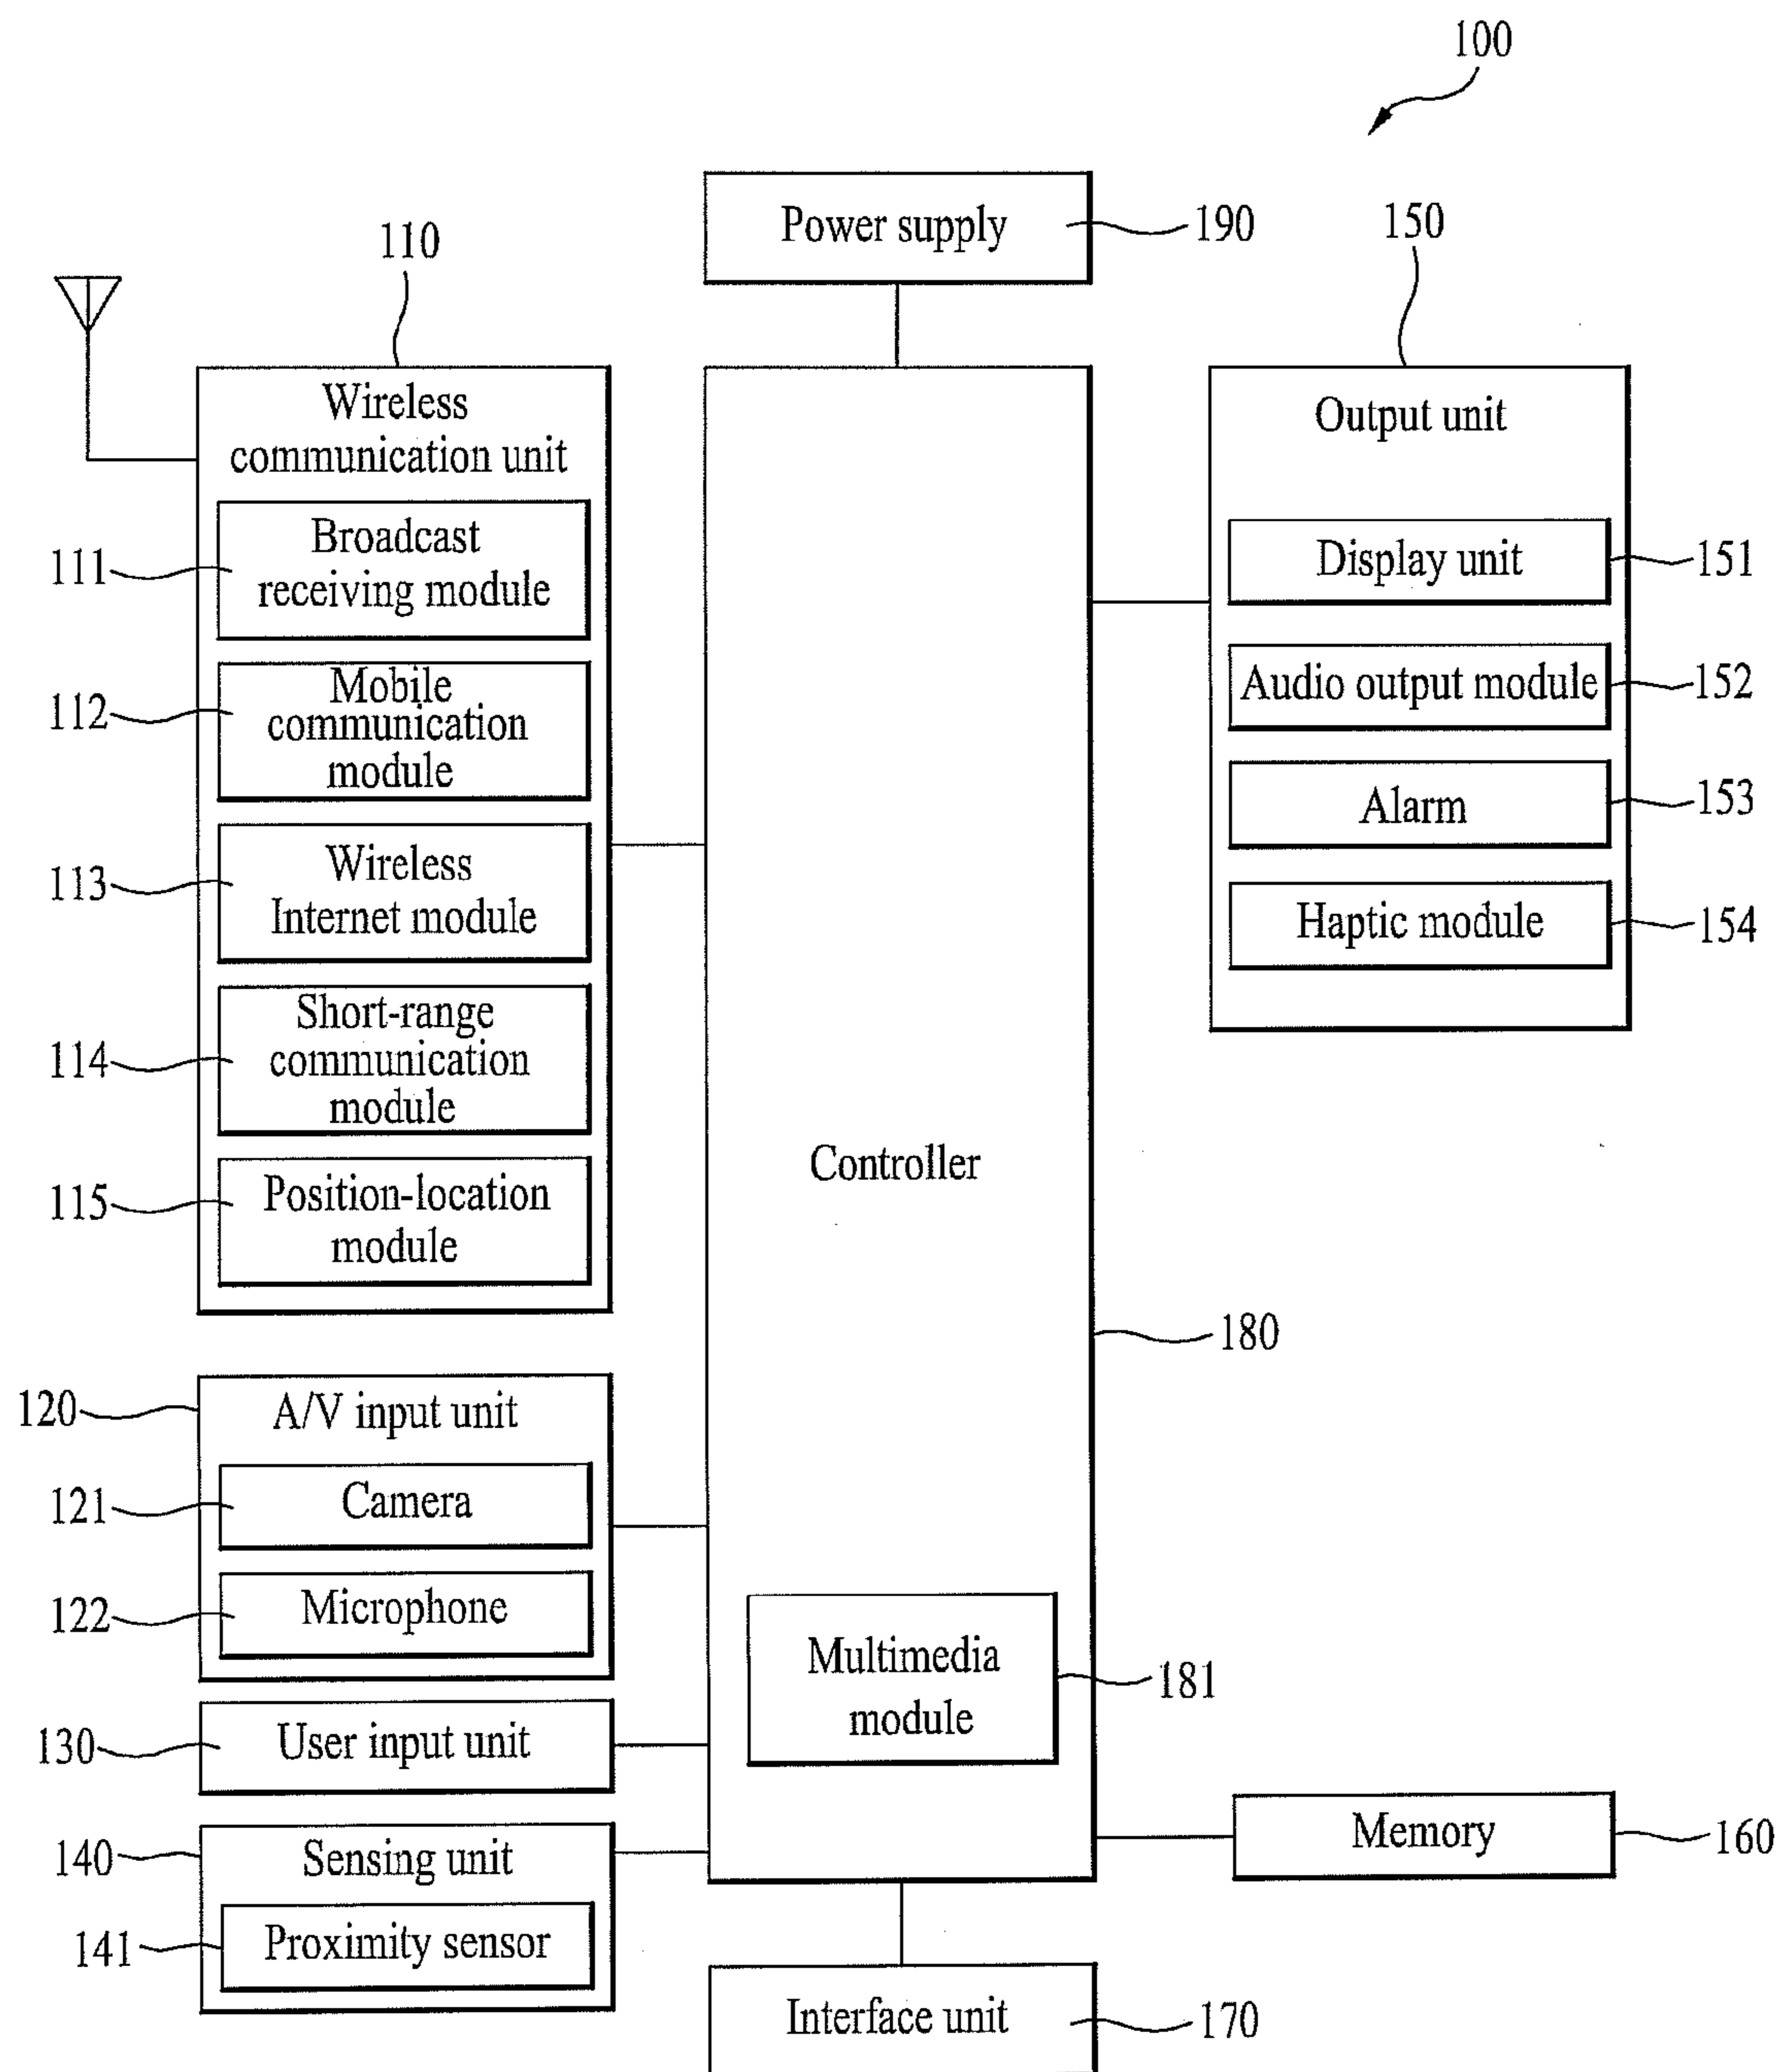 100
Power supply
190
150
110
Wireless
communication unit
Broadcast
receiving module
111
Mobile
communication
module
112
Wireless
Internet module
113
Short-range
communication
module
114
Position-location
module
115
Controller
180
Output unit
Display unit
151
Audio output module
152
Alarm
153
Haptic module
154
120
A/V input unit
121
Camera
122
Microphone
Multimedia
module
181
130
User input unit
140
Sensing unit
141
Proximity sensor
Memory
160
Interface unit
170